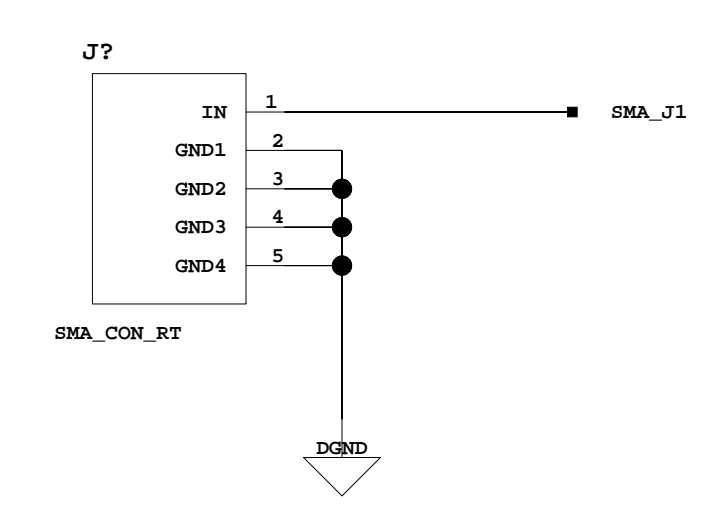 J?
IN 1 SMA_J1
GND1 2
GND2 3
GND3 4
GND4 5
SMA_CON_RT
DGND